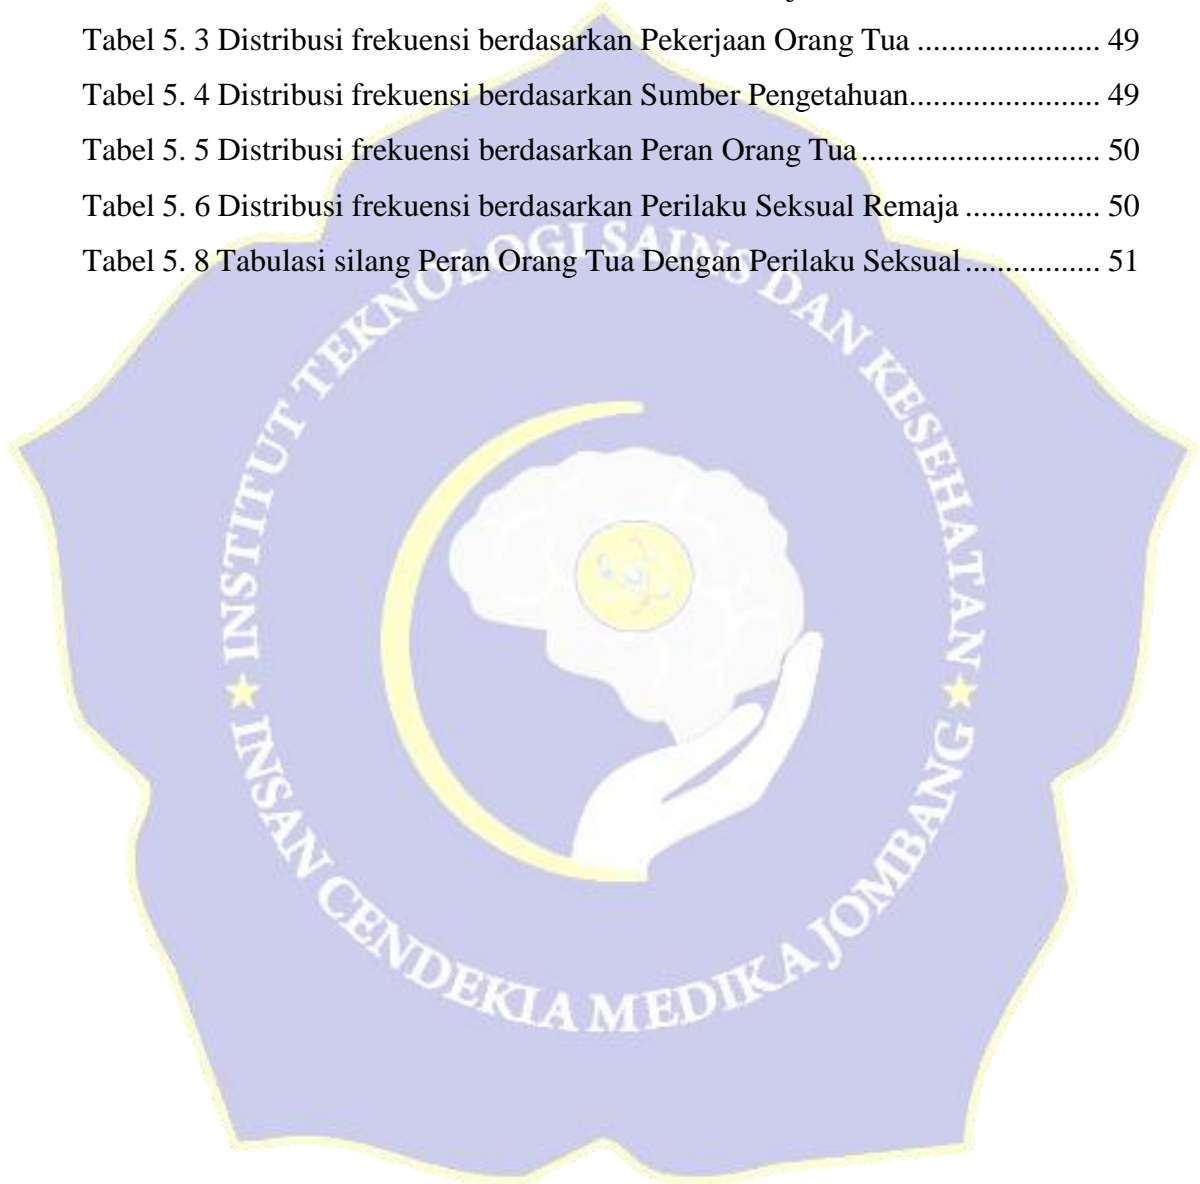 Tabel 5. 3 Distribusi frekuensi berdasarkan Pekerjaan Orang Tua ....................... 49
Tabel 5. 4 Distribusi frekuensi berdasarkan Sumber Pengetahuan........................ 49
Tabel 5. 5 Distribusi frekuensi berdasarkan Peran Orang Tua .............................. 50
Tabel 5. 6 Distribusi frekuensi berdasarkan Perilaku Seksual Remaja ................. 50
Tabel 5. 8 Tabulasi silang Peran Orang Tua Dengan Perilaku Seksual................. 51
INSTITUT TEKNOLOGI SAINS DAN KESEHATAN
INSAN CENDEKIA MEDIKA JOMBANG